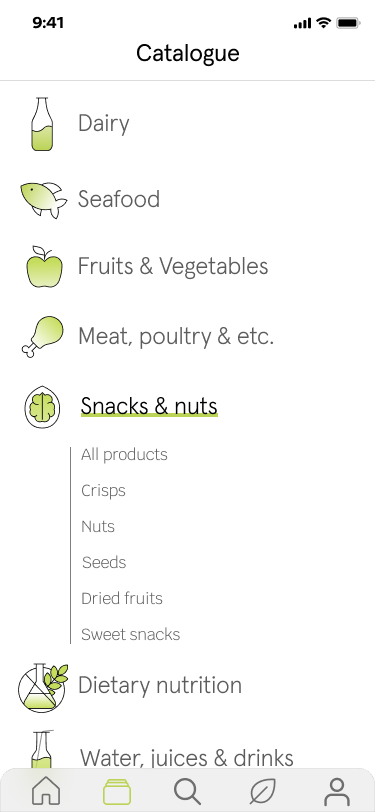 9:41
Catalogue
Dairy
Seafood
Fruits & Vegetables
Meat, poultry & etc.
Snacks & nuts
All products
Crisps
Nuts
Seeds
Dried fruits
Sweet snacks
Dietary nutrition
Water, juices & drinks